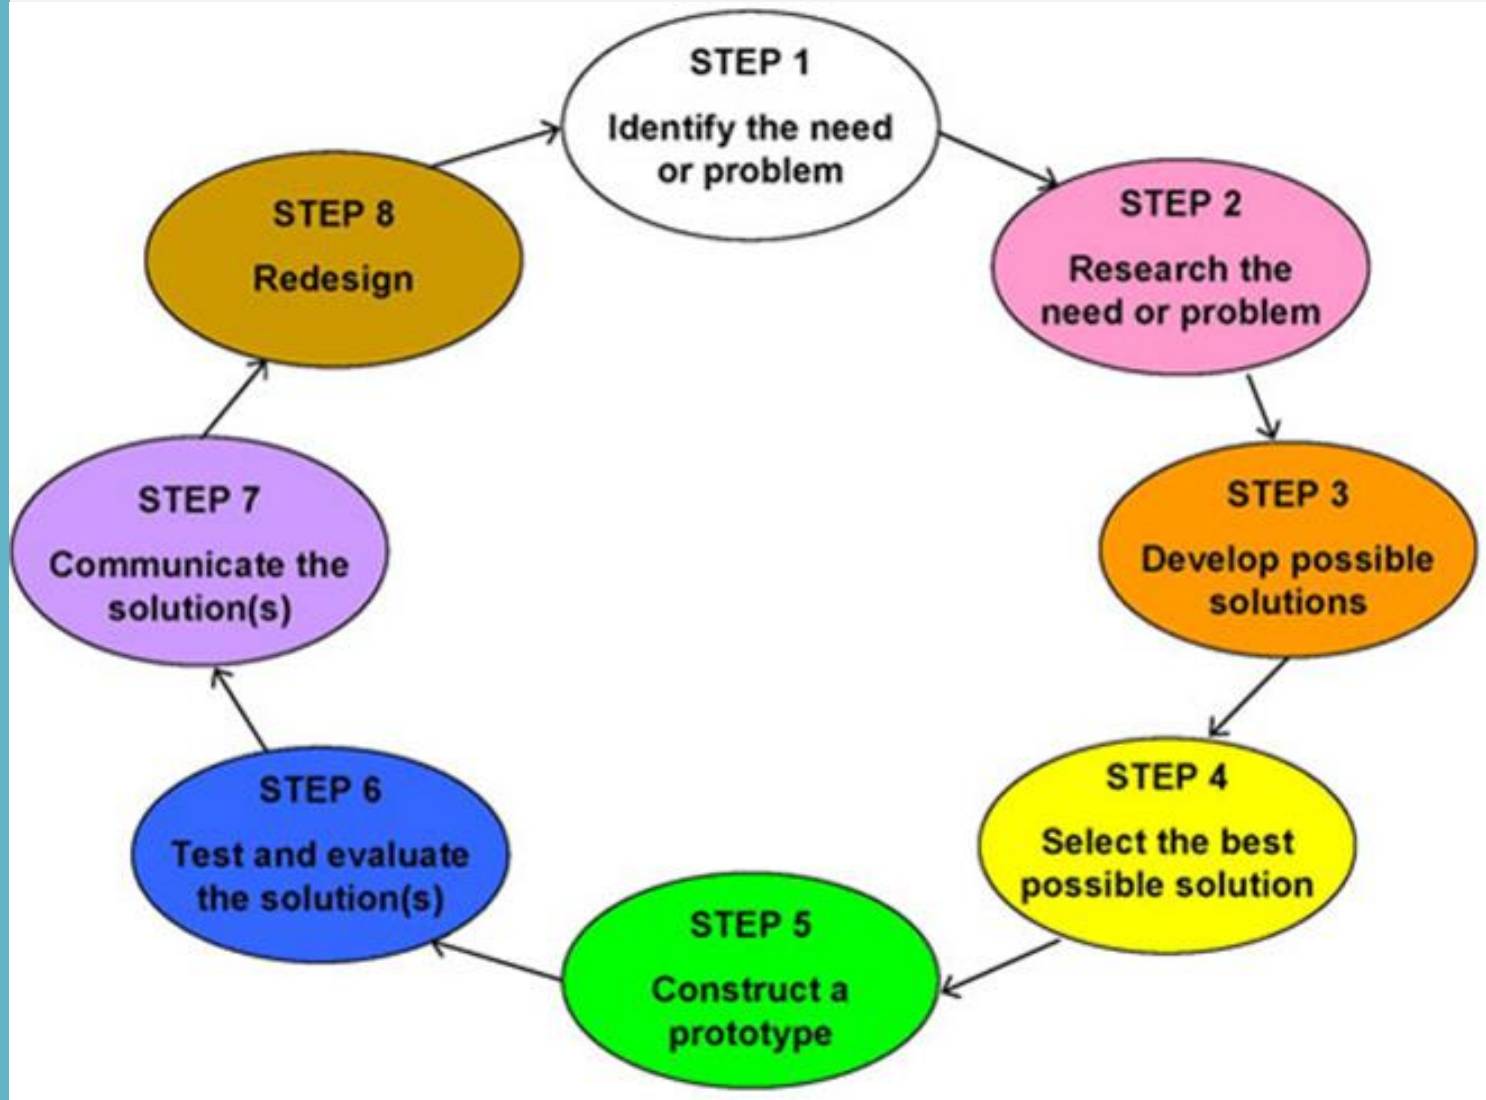 STEP 1
Identify the need
or problem
STEP 2
Research the
need or problem
STEP 3
Develop possible
solutions
STEP 4
Select the best
possible solution
STEP 5
Construct a
prototype
STEP 6
Test and evaluate
the solution(s)
STEP 7
Communicate the
solution(s)
STEP 8
Redesign